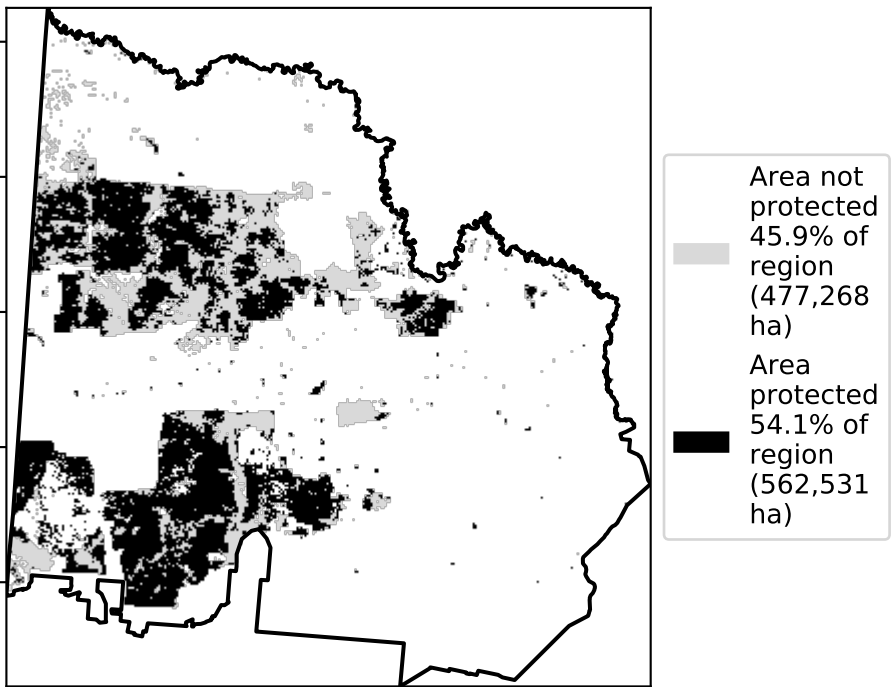 Area not
protected
45.9% of
region
(477,268
ha)
Area
protected
54.1% of
region
(562,531
ha)